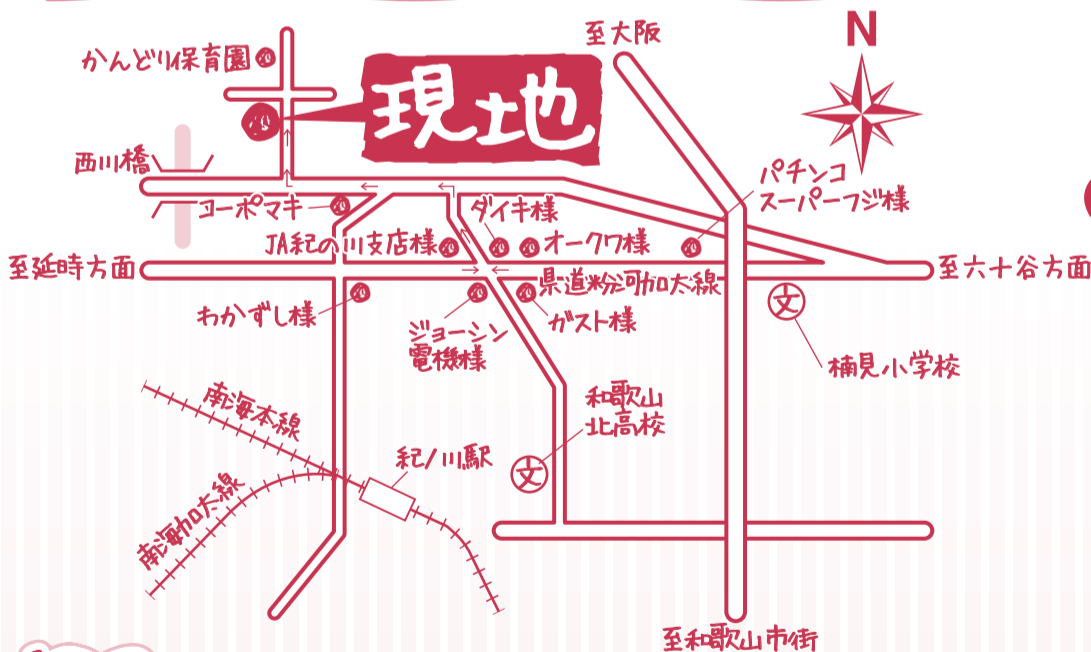 至大阪
N
かんどり保育園
現地
西川橋
パチンコ
スーパーフジ様
コーポマキ
ダイキ様
JA紀の川支店様
オークワ様
至延時方面
至六十谷方面
県道粉河加太線
わかずし様
ジョーシン
電機様
ガスト様
文
楠見小学校
南海本線
和歌山
北高校
紀ノ川駅
文
南海加太線
至和歌山市街